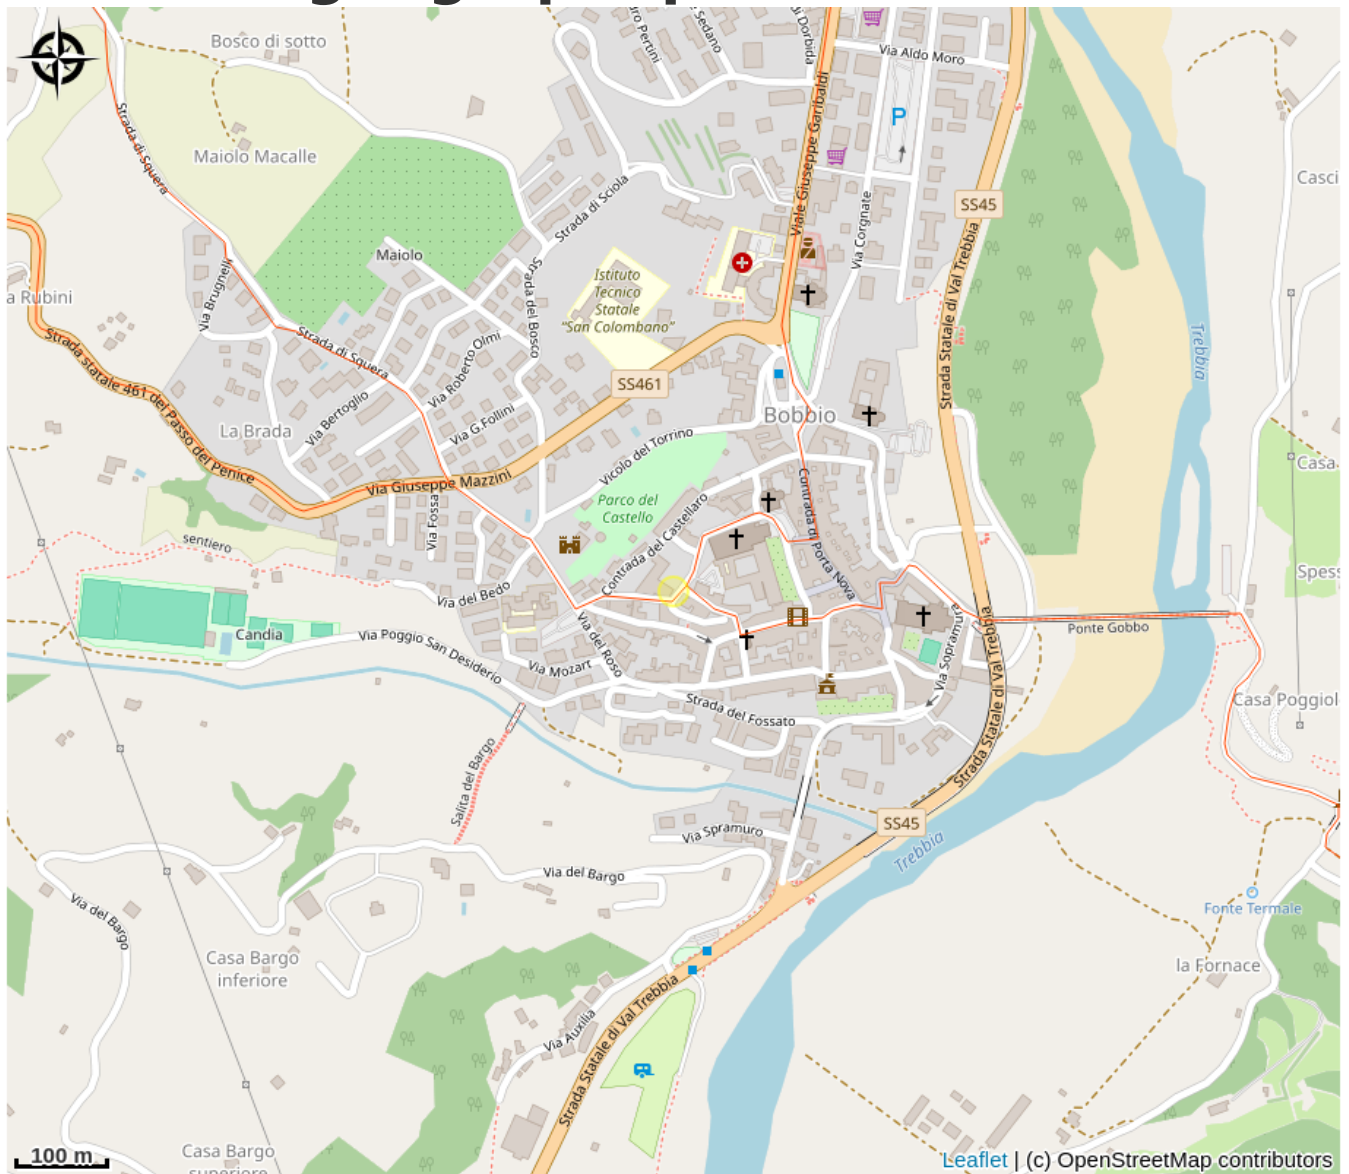 Bosco di sotto
Sedano
di Dorbida
Via Aldo Moro
Strada di Squera
Viale Giuseppe Garibaldi
P
Maiolo Macalle
Casci
Strada di Sciola
SS45
Via Corgnate
Strada Statale di Val Trebbia
Maiolo
Via Brugnelli
Strada del Bosco
Istituto
Tecnico
Statale
“San Colombano”
a Rubini
Strada di Squera
Strada statale 461 del Passo del Penice
Via Roberto Olmi
SS461
Trebbia
Via Bertoglio
Via G.Follini
Bobbio
La Brada
Vicolo del Torrino
Casa
Via Giuseppe Mazzini
Via Fossa
Parco del
Castello
Contrada del Castellaro
Contrada di Porta Nova
sentiero
Spess
Via del Bedo
Candia
Via Poggio San Desiderio
Via del Roso
Via Mozart
Ponte Gobbo
Via Sopramura
Strada Statale di Val Trebbia
Casa Poggiol
Strada del Fossato
Salita del Bargo
Via Spramuro
SS45
Trebbia
Via del Bargo
Via del Bargo
Fonte Termale
Casa Bargo
inferiore
la Fornace
Via Auxilia
Strada Statale di Val Trebbia
Casa Bargo
100 m
Leaflet | (c) OpenStreetMap contributors